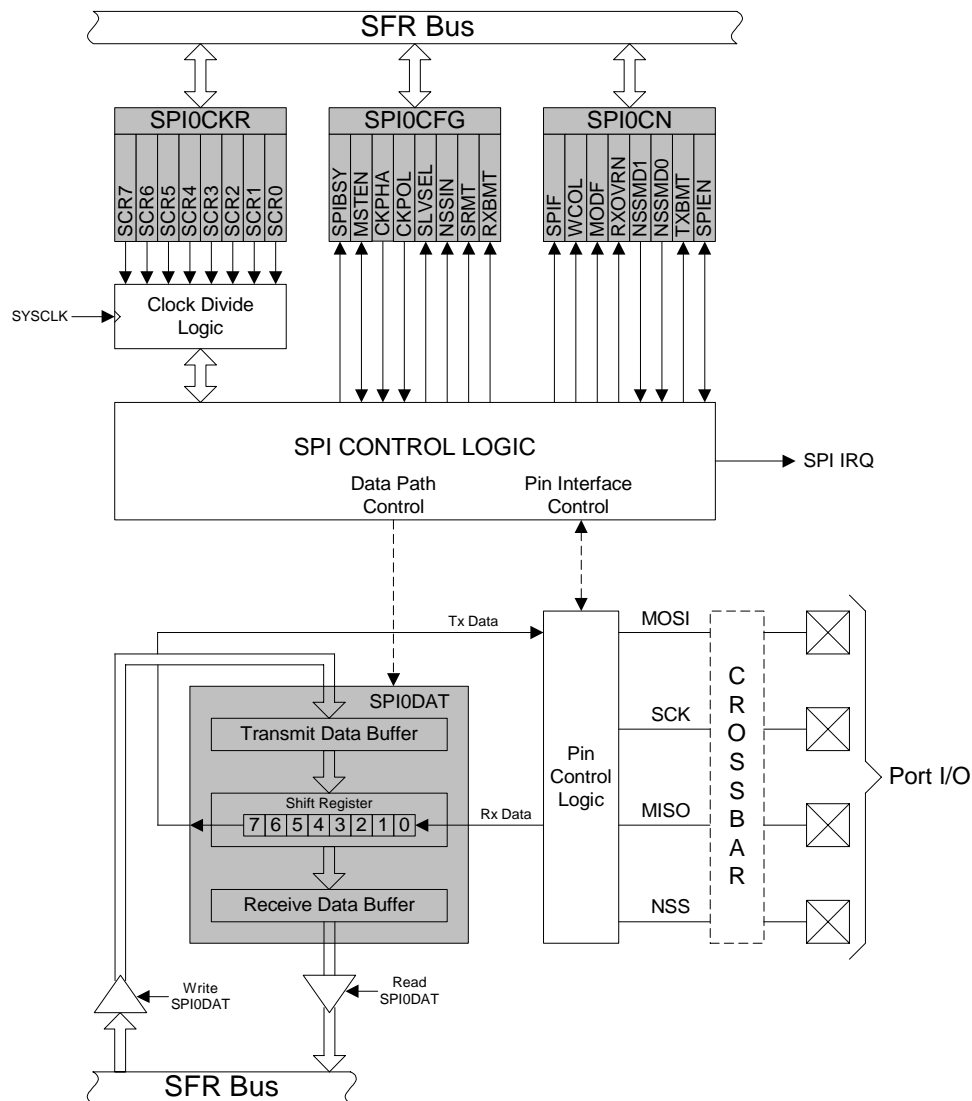 SFR Bus
SPI0CKR
SPI0CFG
SPI0CN
SCR7
SCR6
SCR5
SCR4
SCR3
SCR2
SCR1
SCR0
SPIBSY
MSTEN
CKPHA
CKPOL
SLVSEL
NSSIN
SRMT
RXBMT
SPIF
WCOL
MODF
RXOVRN
NSSMD1
NSSMD0
TXBMT
SPIEN
SYSCLK
Clock Divide
Logic
SPI CONTROL LOGIC
SPI IRQ
Data Path
Control
Pin Interface
Control
Tx Data
MOSI
SPI0DAT
Transmit Data Buffer
SCK
Shift Register
7 6 5 4 3 2 1 0
Rx Data
Pin
Control
Logic
MISO
CROSSBAR
Port I/O
Receive Data Buffer
NSS
Write
SPI0DAT
Read
SPI0DAT
SFR Bus